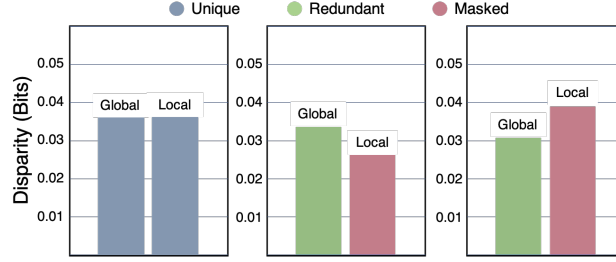 Unique Redundant Masked
Disparity (Bits)
0.05 0.05 0.05
0.04 0.04 0.04
0.03 0.03 0.03
0.02 0.02 0.02
0.01 0.01 0.01
Global Local
Global Local
Global Local